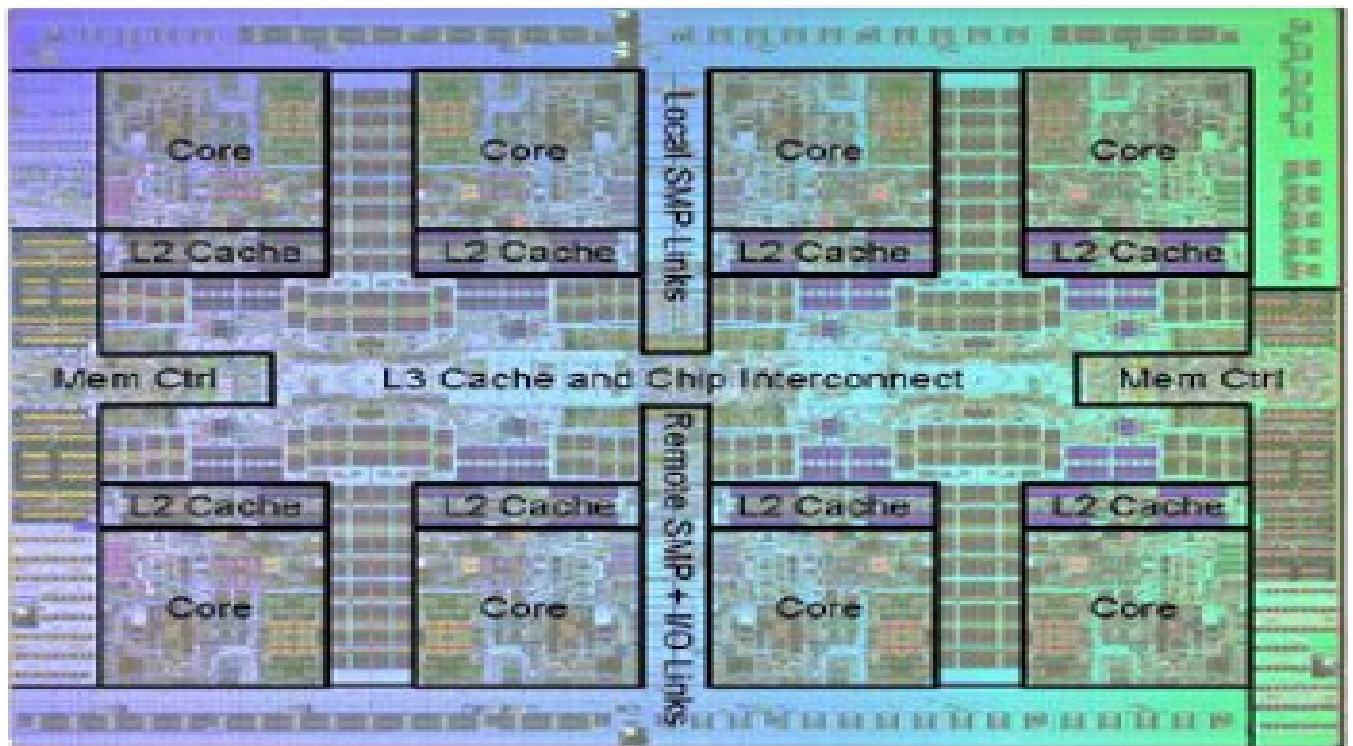 Core
Core
Core
Core
Local SMP Links
L2 Cache
L2 Cache
L2 Cache
L2 Cache
Mem Ctrl
L3 Cache and Chip Interconnect
Mem Ctrl
Remote SMP + I/O Links
L2 Cache
L2 Cache
L2 Cache
L2 Cache
Core
Core
Core
Core